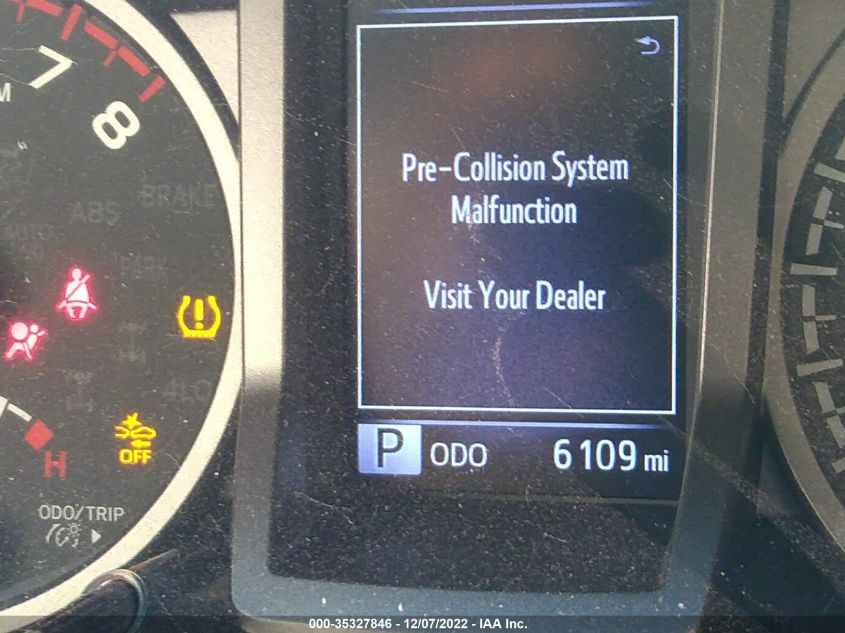 7
8
ABS
BRAKE
PARK
4LO
OFF
H
ODO/TRIP
Pre-Collision System
Malfunction
Visit Your Dealer
P ODO 6109 mi
000-35327846 - 12/07/2022 - IAA Inc.